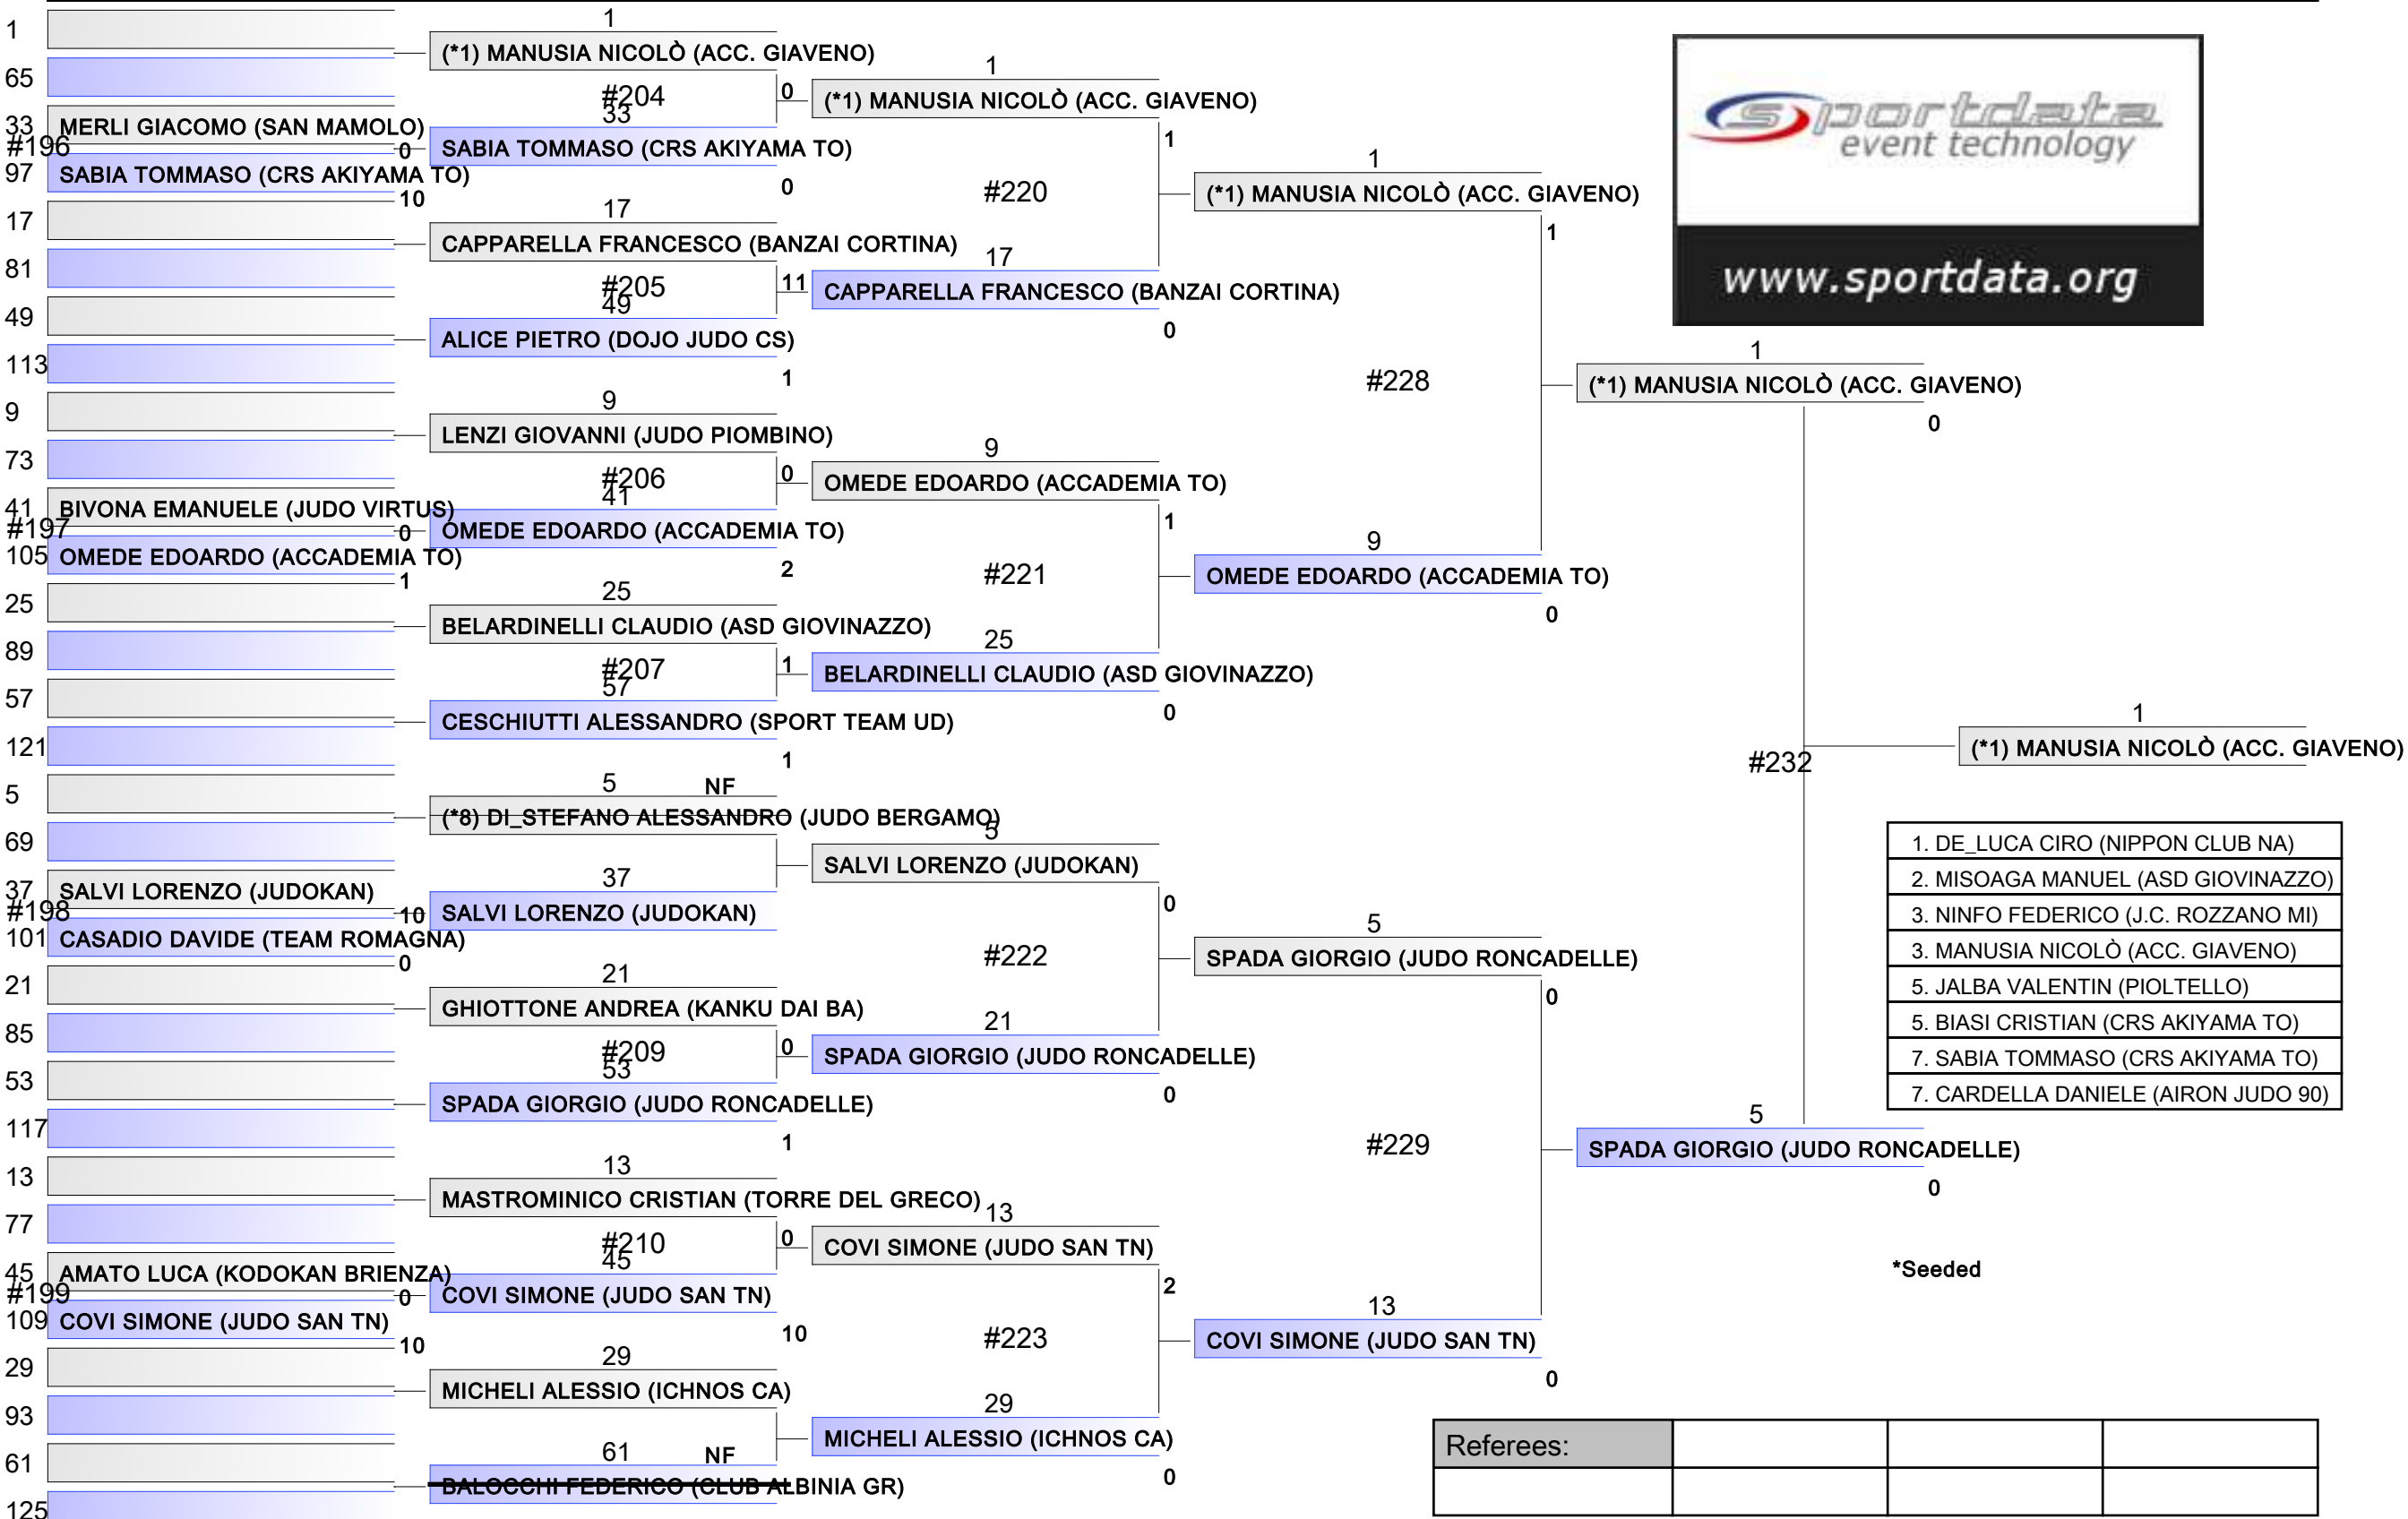 1
65
33
MERLI GIACOMO (SAN MAMOLO)
0
#196
97
SABIA TOMMASO (CRS AKIYAMA TO)
10
17
81
49
113
9
73
41
BIVONA EMANUELE (JUDO VIRTUS)
0
#197
105
OMEDE EDOARDO (ACCADEMIA TO)
1
25
89
57
121
5
69
37
SALVI LORENZO (JUDOKAN)
10
#198
101
CASADIO DAVIDE (TEAM ROMAGNA)
0
21
85
53
117
13
77
45
AMATO LUCA (KODOKAN BRIENZA)
0
#199
109
COVI SIMONE (JUDO SAN TN)
10
29
93
61
125
1
(*1) MANUSIA NICOLÒ (ACC. GIAVENO)
0
#204
33
SABIA TOMMASO (CRS AKIYAMA TO)
0
17
CAPPARELLA FRANCESCO (BANZAI CORTINA)
11
#205
49
ALICE PIETRO (DOJO JUDO CS)
1
9
LENZI GIOVANNI (JUDO PIOMBINO)
0
#206
41
OMEDE EDOARDO (ACCADEMIA TO)
2
25
BELARDINELLI CLAUDIO (ASD GIOVINAZZO)
1
#207
57
CESCHIUTTI ALESSANDRO (SPORT TEAM UD)
1
5 NF
(*8) DI_STEFANO ALESSANDRO (JUDO BERGAMO)
37
SALVI LORENZO (JUDOKAN)
21
GHIOTTONE ANDREA (KANKU DAI BA)
0
#209
53
SPADA GIORGIO (JUDO RONCADELLE)
1
13
MASTROMINICO CRISTIAN (TORRE DEL GRECO)
0
#210
45
COVI SIMONE (JUDO SAN TN)
10
29
MICHELI ALESSIO (ICHNOS CA)
61 NF
BALOCCHI FEDERICO (CLUB ALBINIA GR)
1
(*1) MANUSIA NICOLÒ (ACC. GIAVENO)
1
#220
17
CAPPARELLA FRANCESCO (BANZAI CORTINA)
0
9
OMEDE EDOARDO (ACCADEMIA TO)
1
#221
25
BELARDINELLI CLAUDIO (ASD GIOVINAZZO)
0
5
SALVI LORENZO (JUDOKAN)
0
#222
21
SPADA GIORGIO (JUDO RONCADELLE)
0
13
COVI SIMONE (JUDO SAN TN)
2
#223
29
MICHELI ALESSIO (ICHNOS CA)
0
1
(*1) MANUSIA NICOLÒ (ACC. GIAVENO)
1
#228
9
OMEDE EDOARDO (ACCADEMIA TO)
0
5
SPADA GIORGIO (JUDO RONCADELLE)
0
#229
13
COVI SIMONE (JUDO SAN TN)
0
1
(*1) MANUSIA NICOLÒ (ACC. GIAVENO)
0
#232
5
SPADA GIORGIO (JUDO RONCADELLE)
0
1
(*1) MANUSIA NICOLÒ (ACC. GIAVENO)
sportdata
event technology
www.sportdata.org
1. DE_LUCA CIRO (NIPPON CLUB NA)
2. MISOAGA MANUEL (ASD GIOVINAZZO)
3. NINFO FEDERICO (J.C. ROZZANO MI)
3. MANUSIA NICOLÒ (ACC. GIAVENO)
5. JALBA VALENTIN (PIOLTELLO)
5. BIASI CRISTIAN (CRS AKIYAMA TO)
7. SABIA TOMMASO (CRS AKIYAMA TO)
7. CARDELLA DANIELE (AIRON JUDO 90)
*Seeded
Referees: